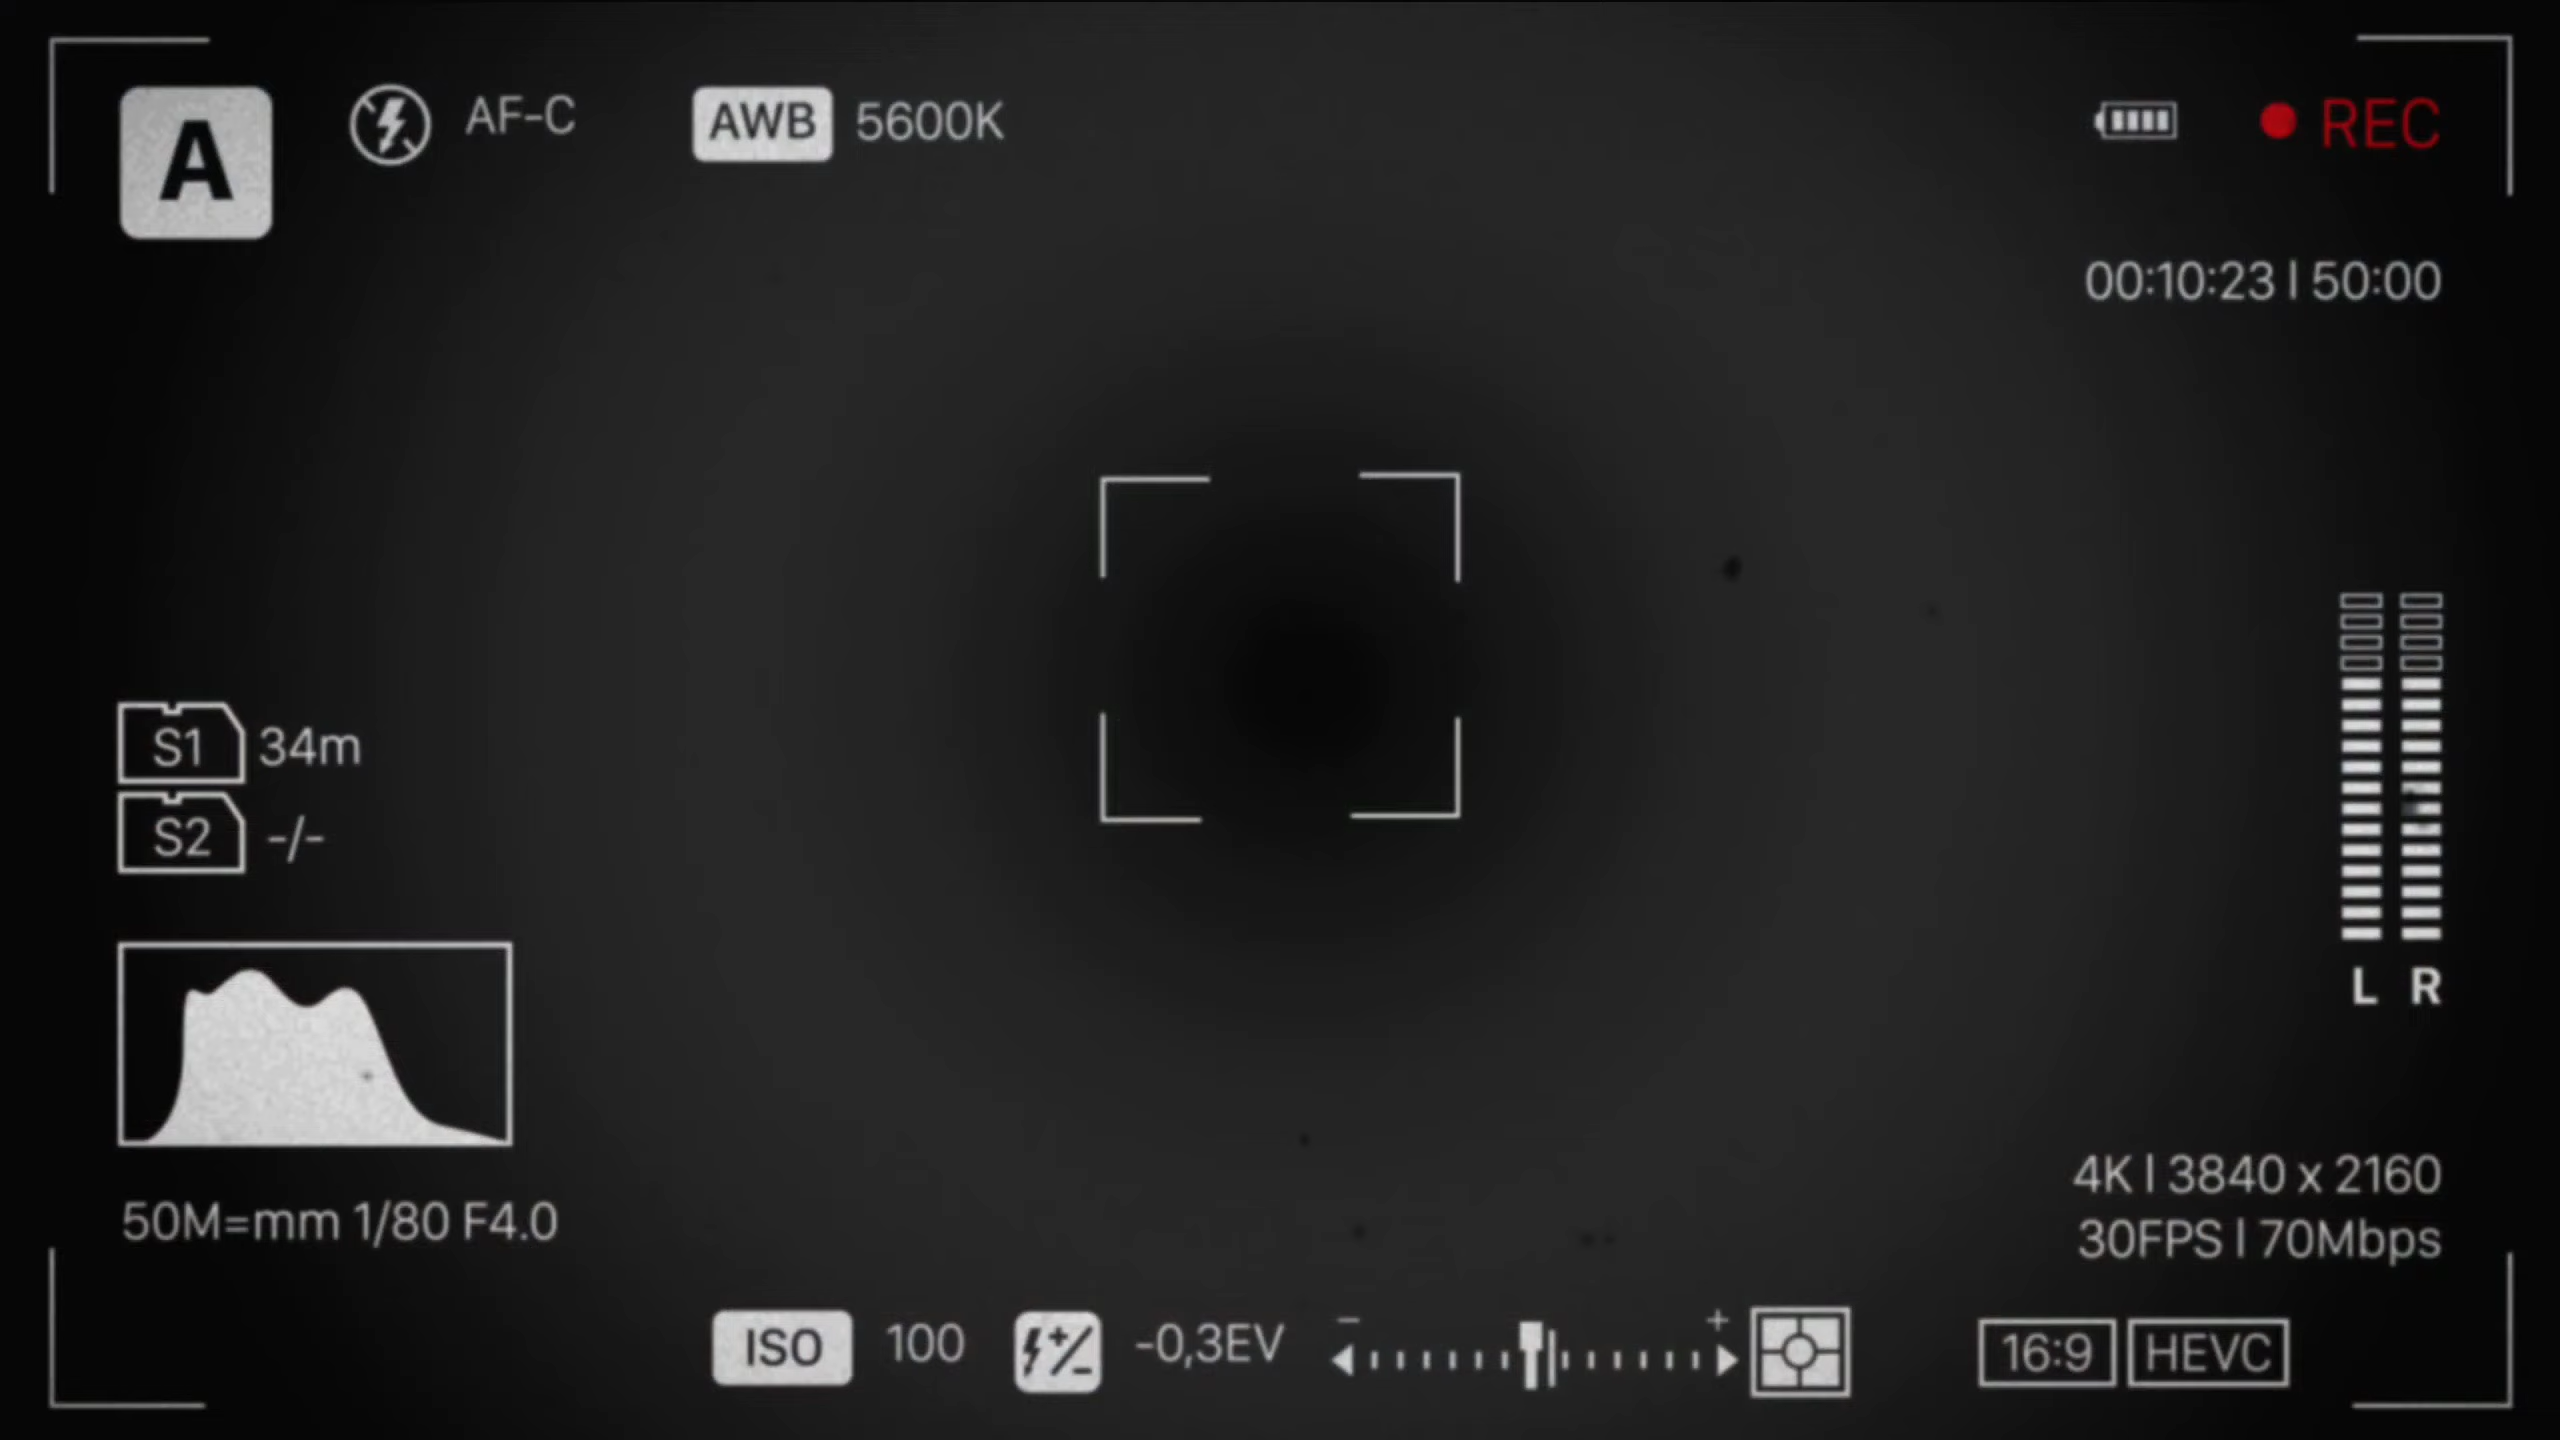 A AF-C AWB 5600K REC
00:10:23 | 50:00
S1 34m
S2 -/-
L R
50M=mm 1/80 F4.0
4K | 3840 x 2160
30FPS | 70Mbps
ISO 100 +/- -0,3EV - + 16:9 HEVC